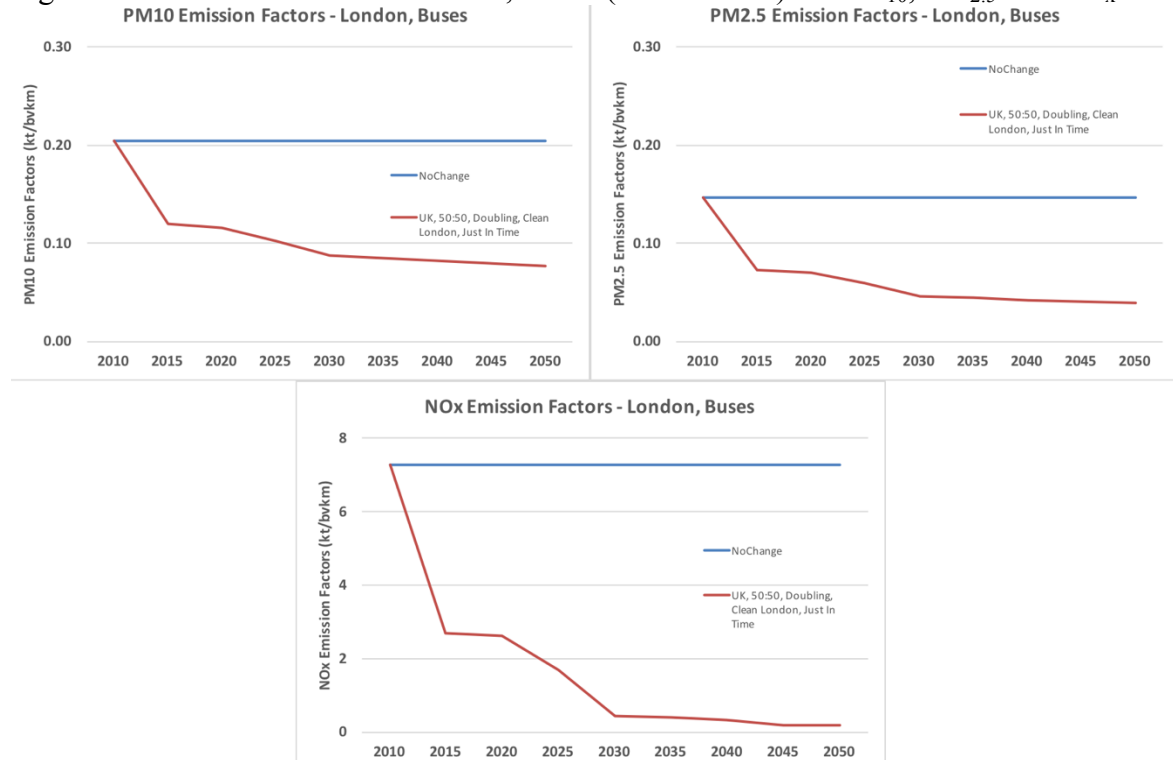 PM10 Emission Factors - London, Buses
PM10 Emission Factors (kt/bvkm)
0.30
0.20
0.10
0.00
NoChange
UK, 50:50, Doubling, Clean
London, Just In Time
2010 2015 2020 2025 2030 2035 2040 2045 2050
PM2.5 Emission Factors - London, Buses
PM2.5 Emission Factors (kt/bvkm)
0.30
0.20
0.10
0.00
NoChange
UK, 50:50, Doubling, Clean
London, Just In Time
2010 2015 2020 2025 2030 2035 2040 2045 2050
NOx Emission Factors - London, Buses
NOx Emission Factors (kt/bvkm)
8
6
4
2
0
NoChange
UK, 50:50, Doubling,
Clean London, Just In
Time
2010 2015 2020 2025 2030 2035 2040 2045 2050